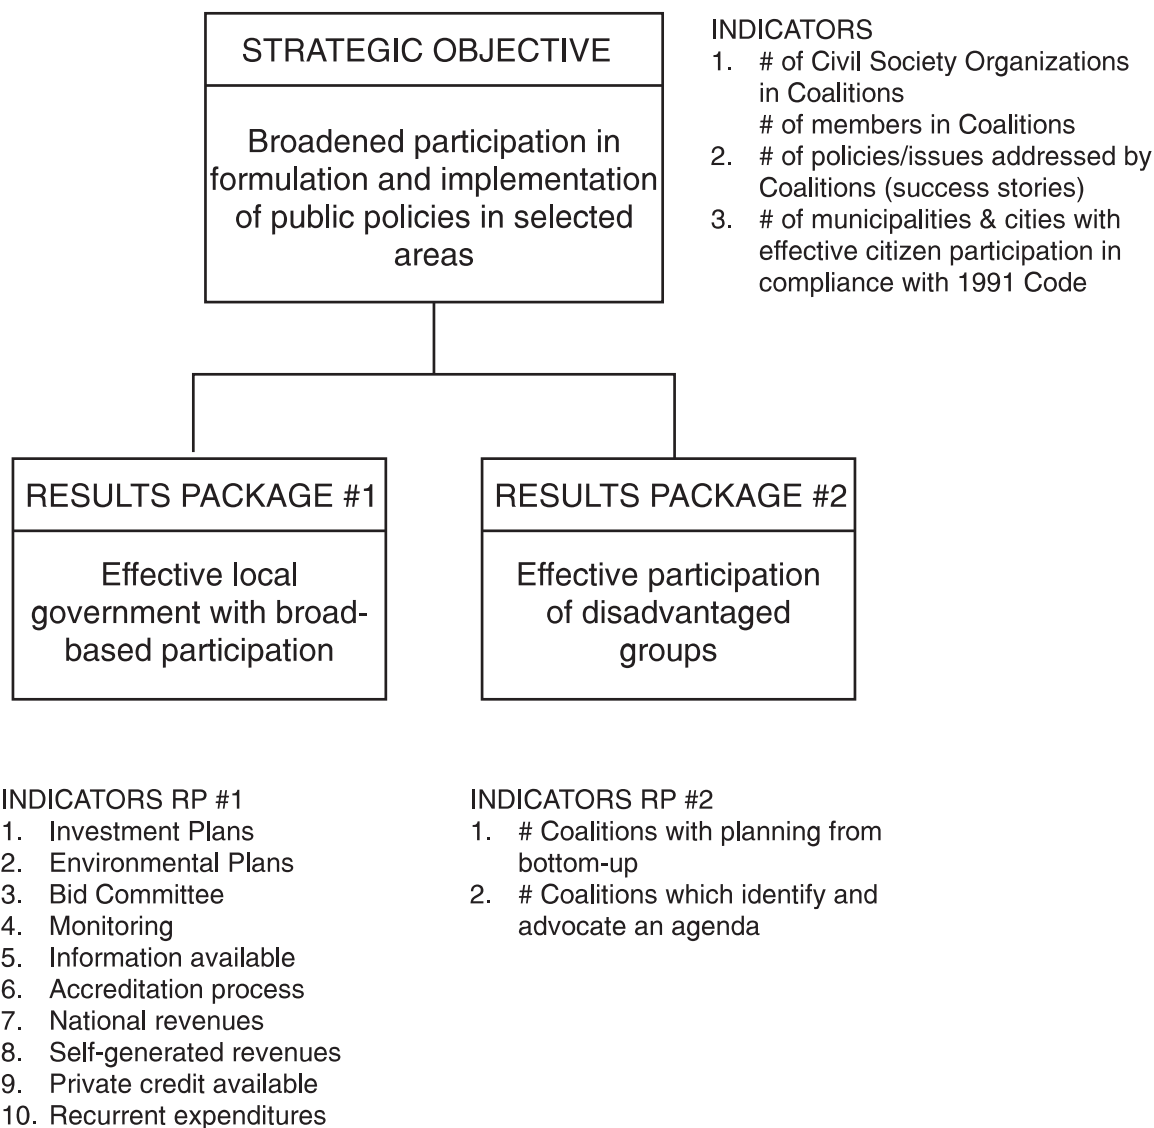 STRATEGIC OBJECTIVE
Broadened participation in
formulation and implementation
of public policies in selected
areas
INDICATORS
1. # of Civil Society Organizations
in Coalitions
# of members in Coalitions
2. # of policies/issues addressed by
Coalitions (success stories)
3. # of municipalities & cities with
effective citizen participation in
compliance with 1991 Code
RESULTS PACKAGE #1
Effective local
government with broad-
based participation
RESULTS PACKAGE #2
Effective participation
of disadvantaged
groups
INDICATORS RP #1
1. Investment Plans
2. Environmental Plans
3. Bid Committee
4. Monitoring
5. Information available
6. Accreditation process
7. National revenues
8. Self-generated revenues
9. Private credit available
10. Recurrent expenditures
INDICATORS RP #2
1. # Coalitions with planning from
bottom-up
2. # Coalitions which identify and
advocate an agenda